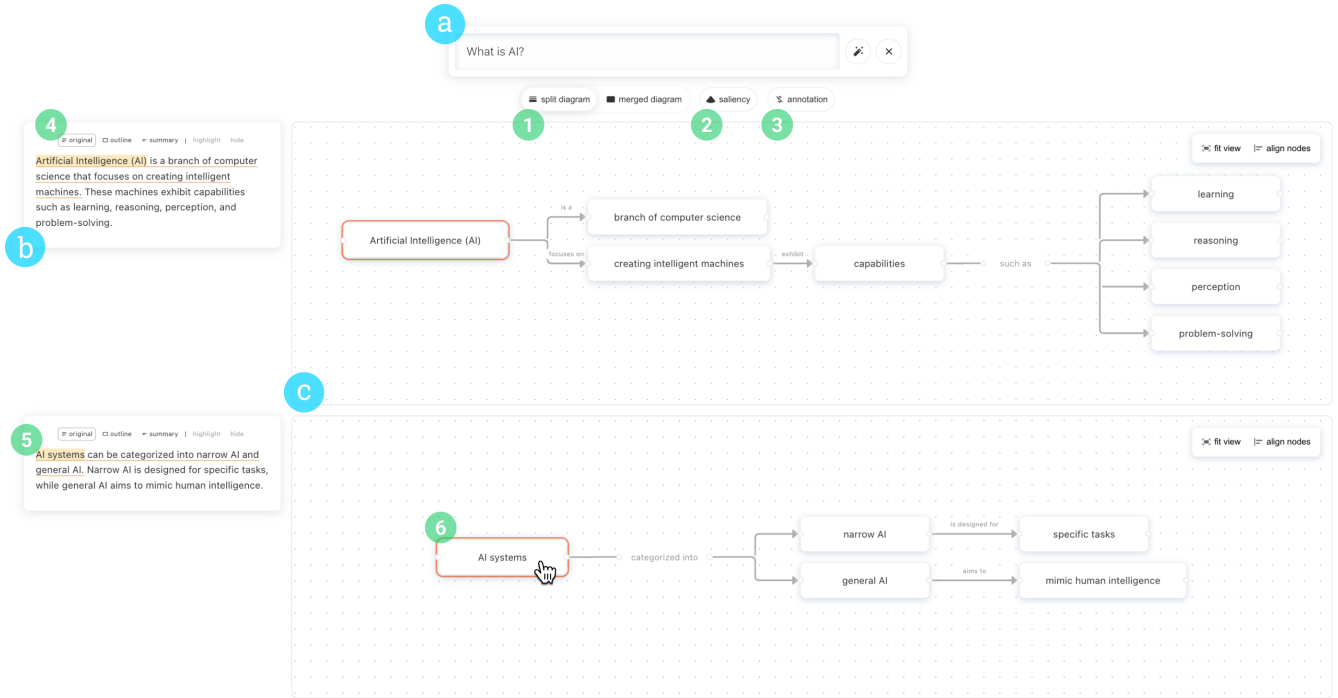 a
What is AI?
split diagram
merged diagram
saliency
annotation
1
2
3
4
original outline summary | highlight hide
Artificial Intelligence (AI) is a branch of computer
science that focuses on creating intelligent
machines. These machines exhibit capabilities
such as learning, reasoning, perception, and
problem-solving.
b
fit view align nodes
Artificial Intelligence (AI)
is a
branch of computer science
focuses on
creating intelligent machines
exhibit
capabilities
such as
learning
reasoning
perception
problem-solving
c
5
original outline summary | highlight hide
AI systems can be categorized into narrow AI and
general AI. Narrow AI is designed for specific tasks,
while general AI aims to mimic human intelligence.
fit view align nodes
6
AI systems
categorized into
narrow AI
is designed for
specific tasks
general AI
aims to
mimic human intelligence